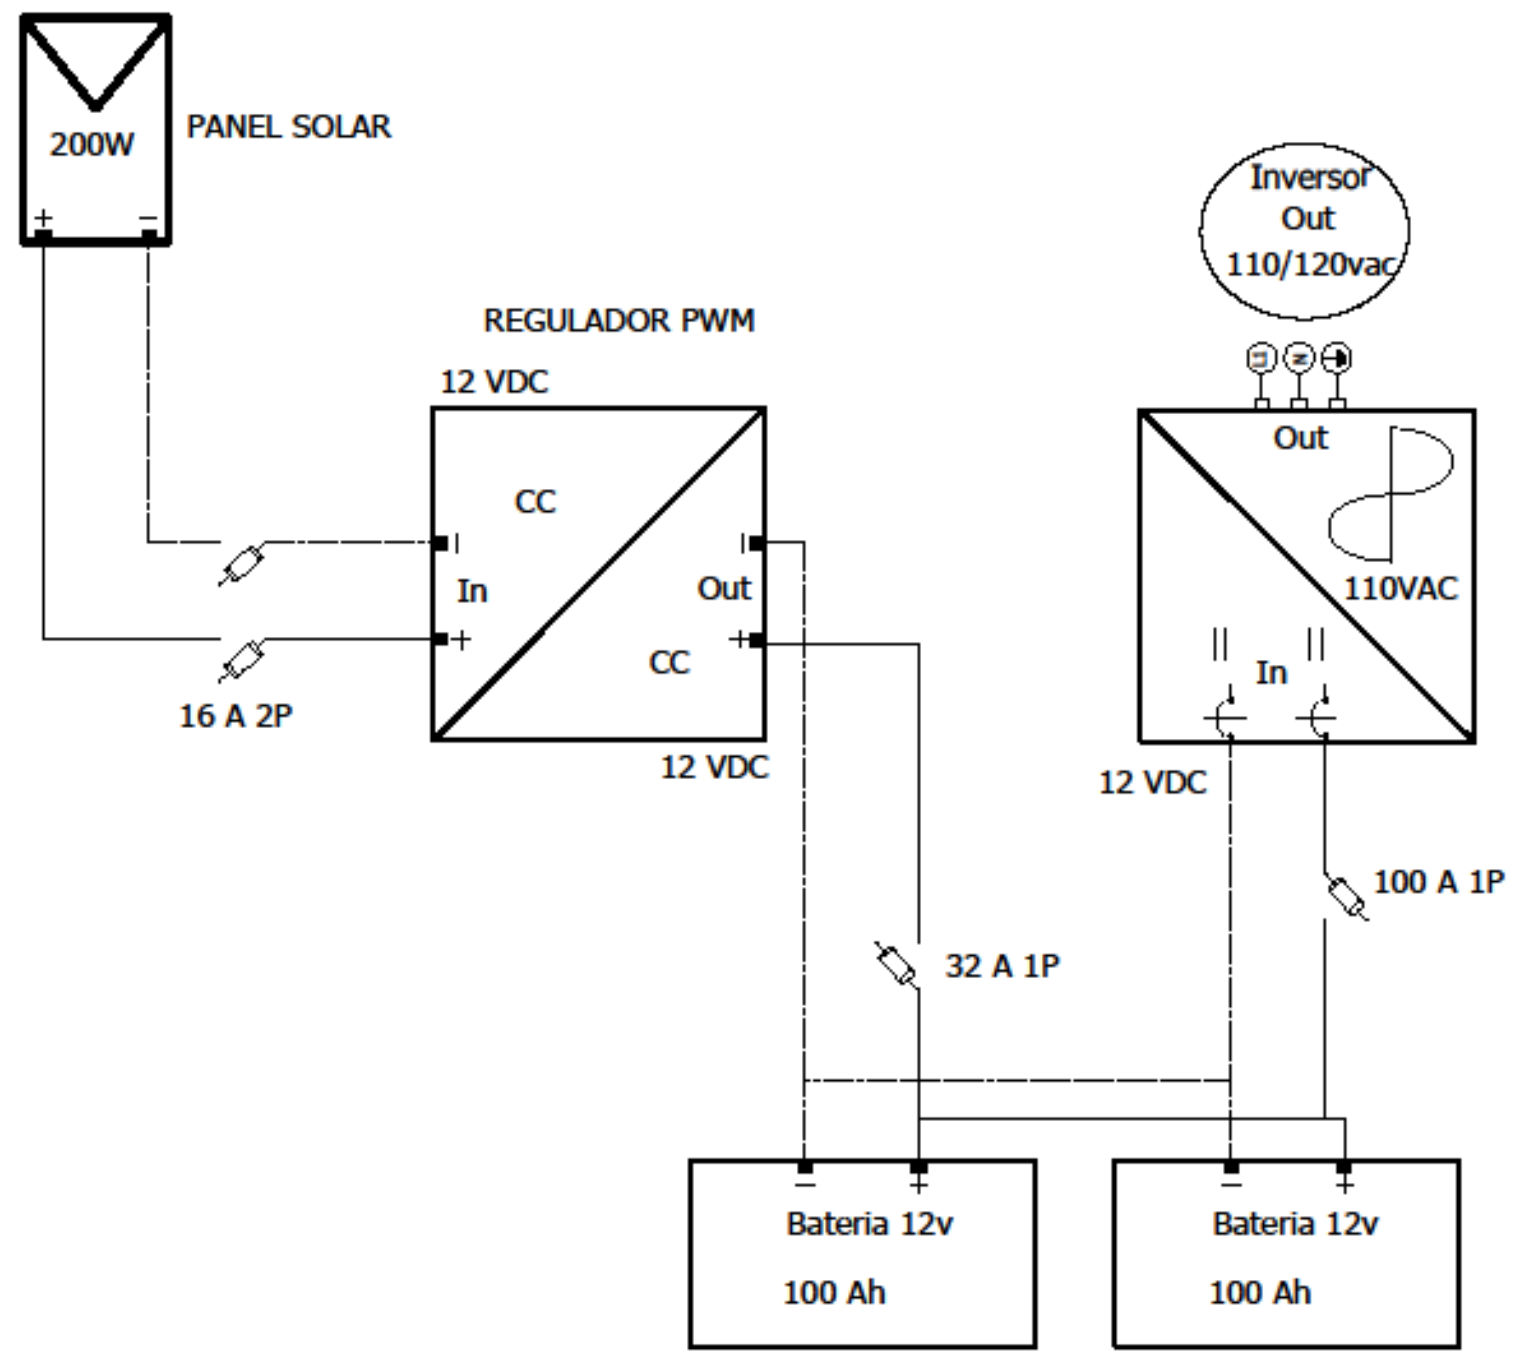 200W
PANEL SOLAR
+ −
Inversor
Out
110/120vac
L1 N
REGULADOR PWM
12 VDC
CC
In
Out
CC
− +
− +
12 VDC
16 A 2P
Out
110VAC
In
12 VDC
100 A 1P
32 A 1P
− +
Bateria 12v
100 Ah
− +
Bateria 12v
100 Ah